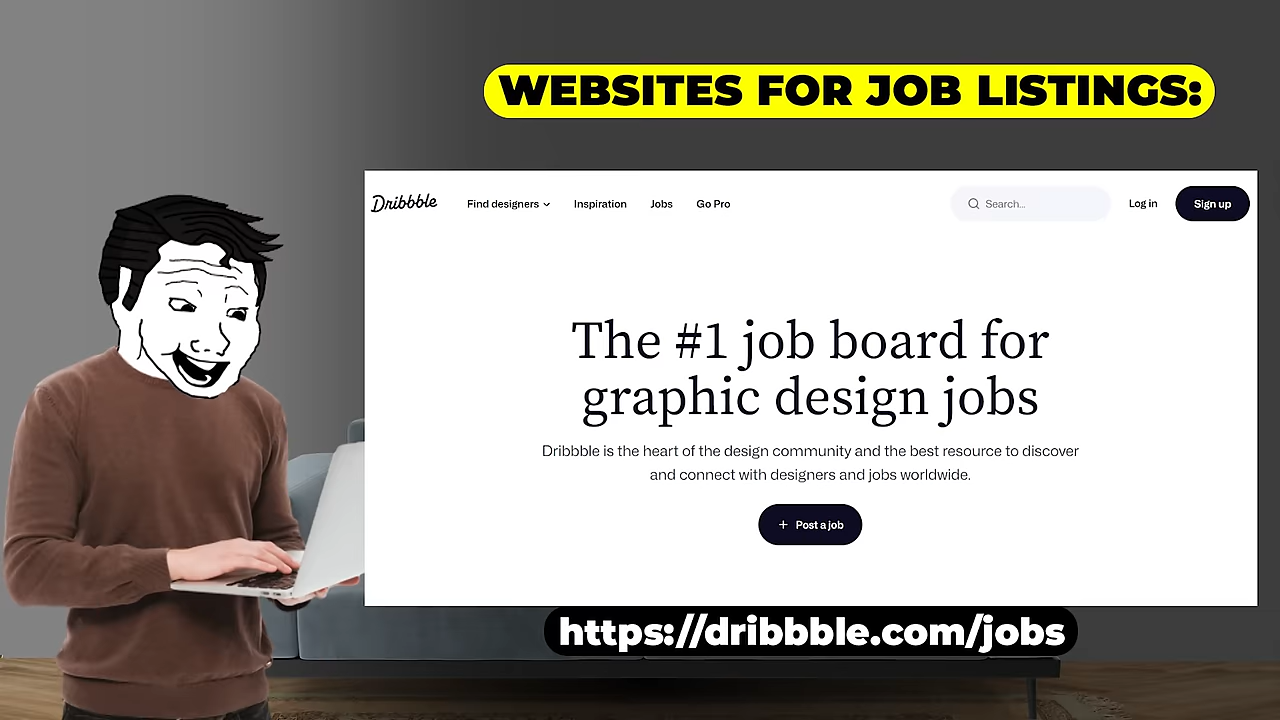 WEBSITES FOR JOB LISTINGS:
Dribbble Find designers Inspiration Jobs Go Pro Search... Log in Sign up
The #1 job board for
graphic design jobs
Dribbble is the heart of the design community and the best resource to discover
and connect with designers and jobs worldwide.
+ Post a job
https://dribbble.com/jobs